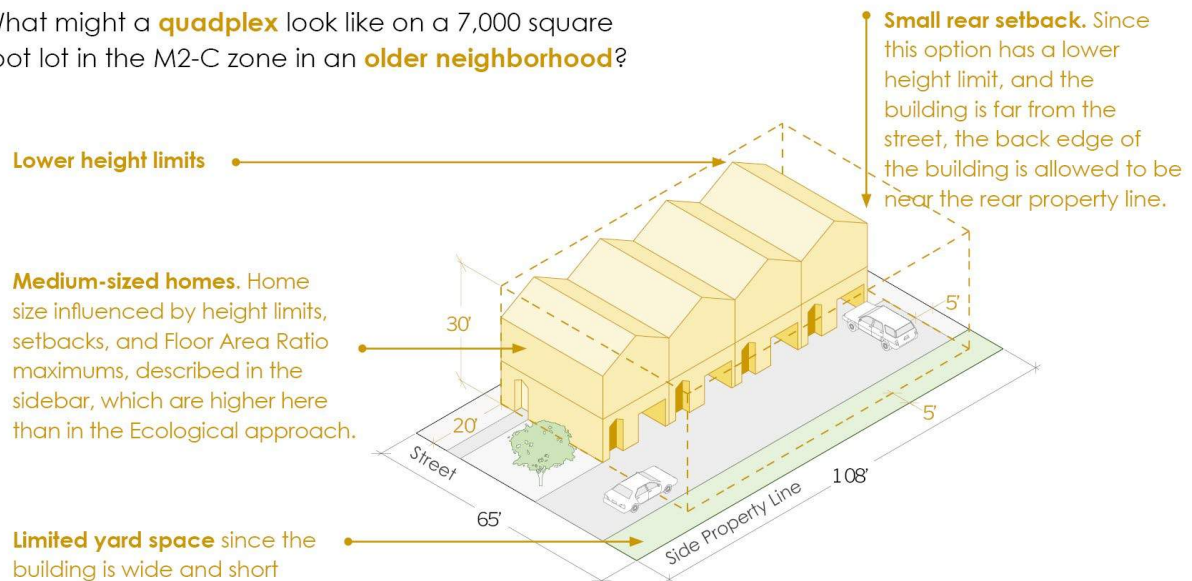 What might a quadplex look like on a 7,000 square
foot lot in the M2-C zone in an older neighborhood?
Small rear setback. Since
this option has a lower
height limit, and the
building is far from the
street, the back edge of
the building is allowed to be
near the rear property line.
Lower height limits
Medium-sized homes. Home
size influenced by height limits,
setbacks, and Floor Area Ratio
maximums, described in the
sidebar, which are higher here
than in the Ecological approach.
30'
20'
5'
5'
Street
65'
Side Property Line
108'
Limited yard space since the
building is wide and short